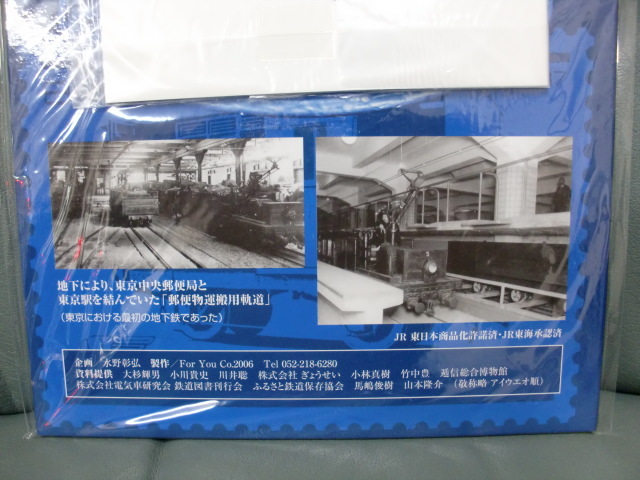 地下により、東京中央郵便局と
東京駅を結んでいた「郵便物運搬用軌道」
(東京における最初の地下鉄であった)
JR 東日本商品化許諾済・JR東海承認済
企画／水野彰弘 製作／For You Co.2006 Tel 052-218-6280
資料提供 大杉輝男 小川貴史 川井聡 株式会社 ぎょうせい 小林真樹 竹中豊 逓信総合博物館
株式会社電気車研究会 鉄道図書刊行会 ふるさと鉄道保存協会 馬嶋俊樹 山本隆介 (敬称略 アイウエオ順)